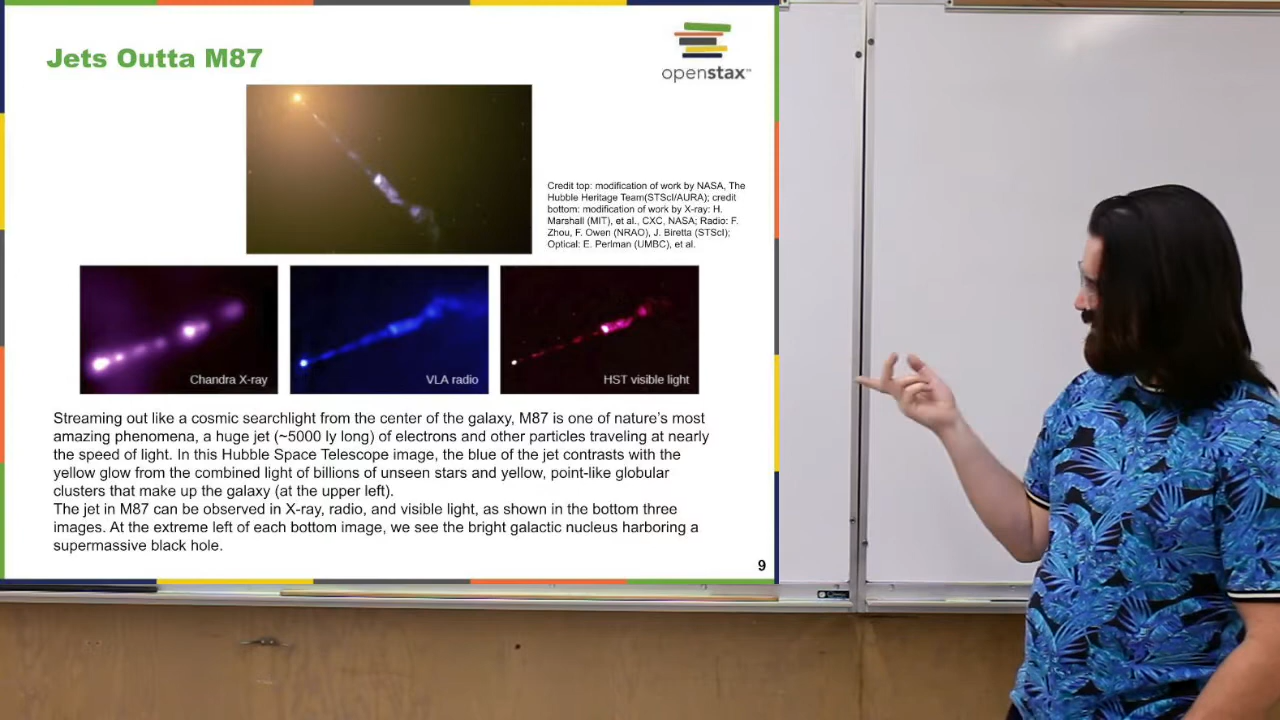 Jets Outta M87
openstax™
Credit top: modification of work by NASA, The
Hubble Heritage Team(STScI/AURA); credit
bottom: modification of work by X-ray: H.
Marshall (MIT), et al., CXC, NASA; Radio: F.
Zhou, F. Owen (NRAO), J. Biretta (STScI);
Optical: E. Perlman (UMBC), et al.
Chandra X-ray
VLA radio
HST visible light
Streaming out like a cosmic searchlight from the center of the galaxy, M87 is one of nature's most
amazing phenomena, a huge jet (~5000 ly long) of electrons and other particles traveling at nearly
the speed of light. In this Hubble Space Telescope image, the blue of the jet contrasts with the
yellow glow from the combined light of billions of unseen stars and yellow, point-like globular
clusters that make up the galaxy (at the upper left).
The jet in M87 can be observed in X-ray, radio, and visible light, as shown in the bottom three
images. At the extreme left of each bottom image, we see the bright galactic nucleus harboring a
supermassive black hole.
9